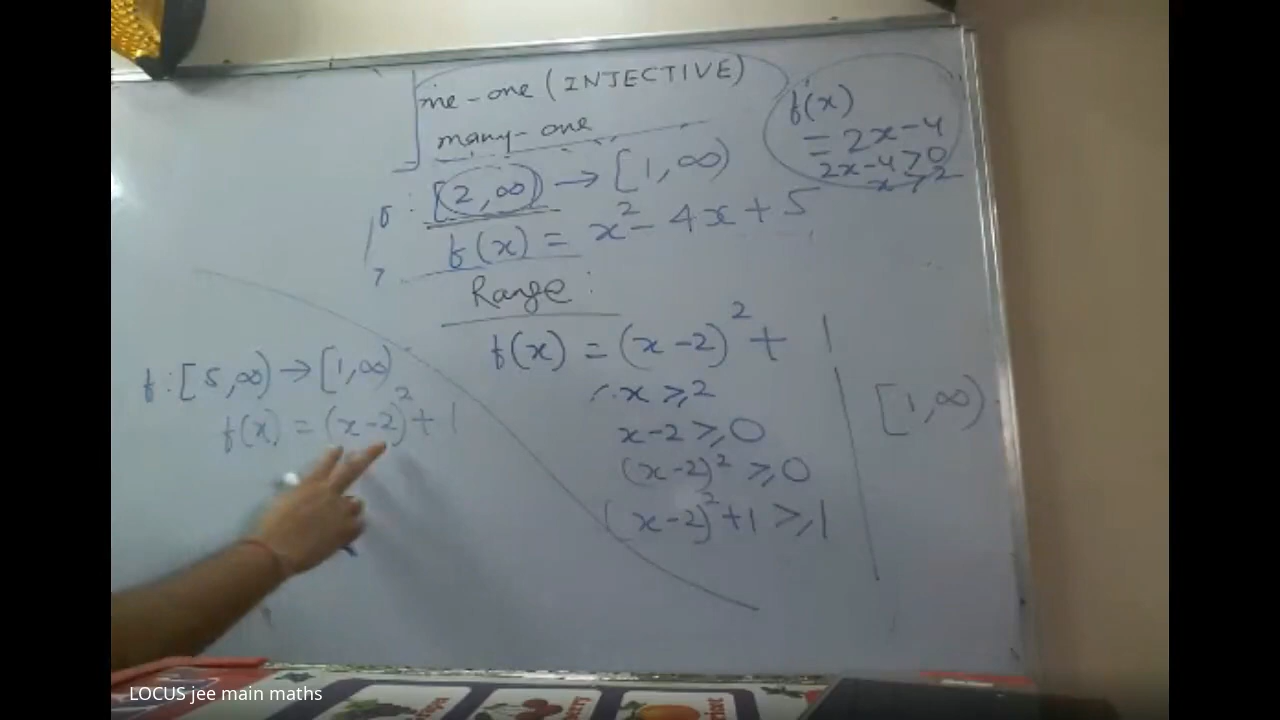 one-one (INJECTIVE)
many-one
f(x)
= 2x-4
2x-4>0
x>2
f : [2,∞) → [1,∞)
f(x) = x²- 4x + 5
Range :
f(x) = (x-2)² + 1
∵ x ≥ 2
x-2 ≥ 0
(x-2)² ≥ 0
(x-2)² +1 ≥ 1
[1,∞).
f : [5,∞) → [1,∞)
f(x) = (x-2)² + 1
LOCUS jee main maths